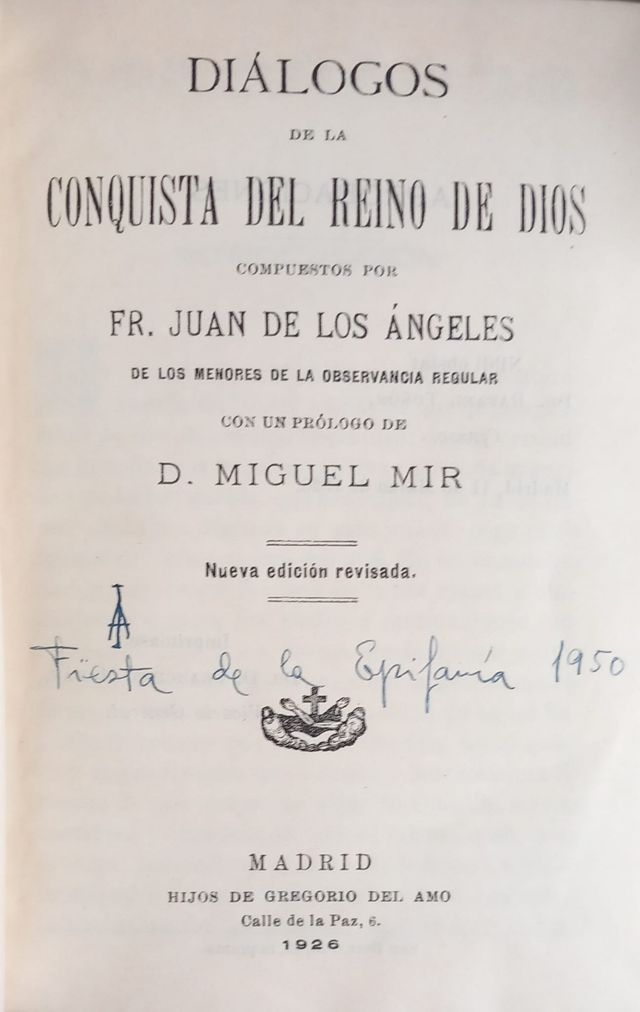 DIÁLOGOS
DE LA
CONQUISTA DEL REINO DE DIOS
COMPUESTOS POR
FR. JUAN DE LOS ÁNGELES
DE LOS MENORES DE LA OBSERVANCIA REGULAR
CON UN PRÓLOGO DE
D. MIGUEL MIR
Nueva edición revisada.
Fiesta de la Epifanía 1950
MADRID
HIJOS DE GREGORIO DEL AMO
Calle de la Paz, 6.
1926